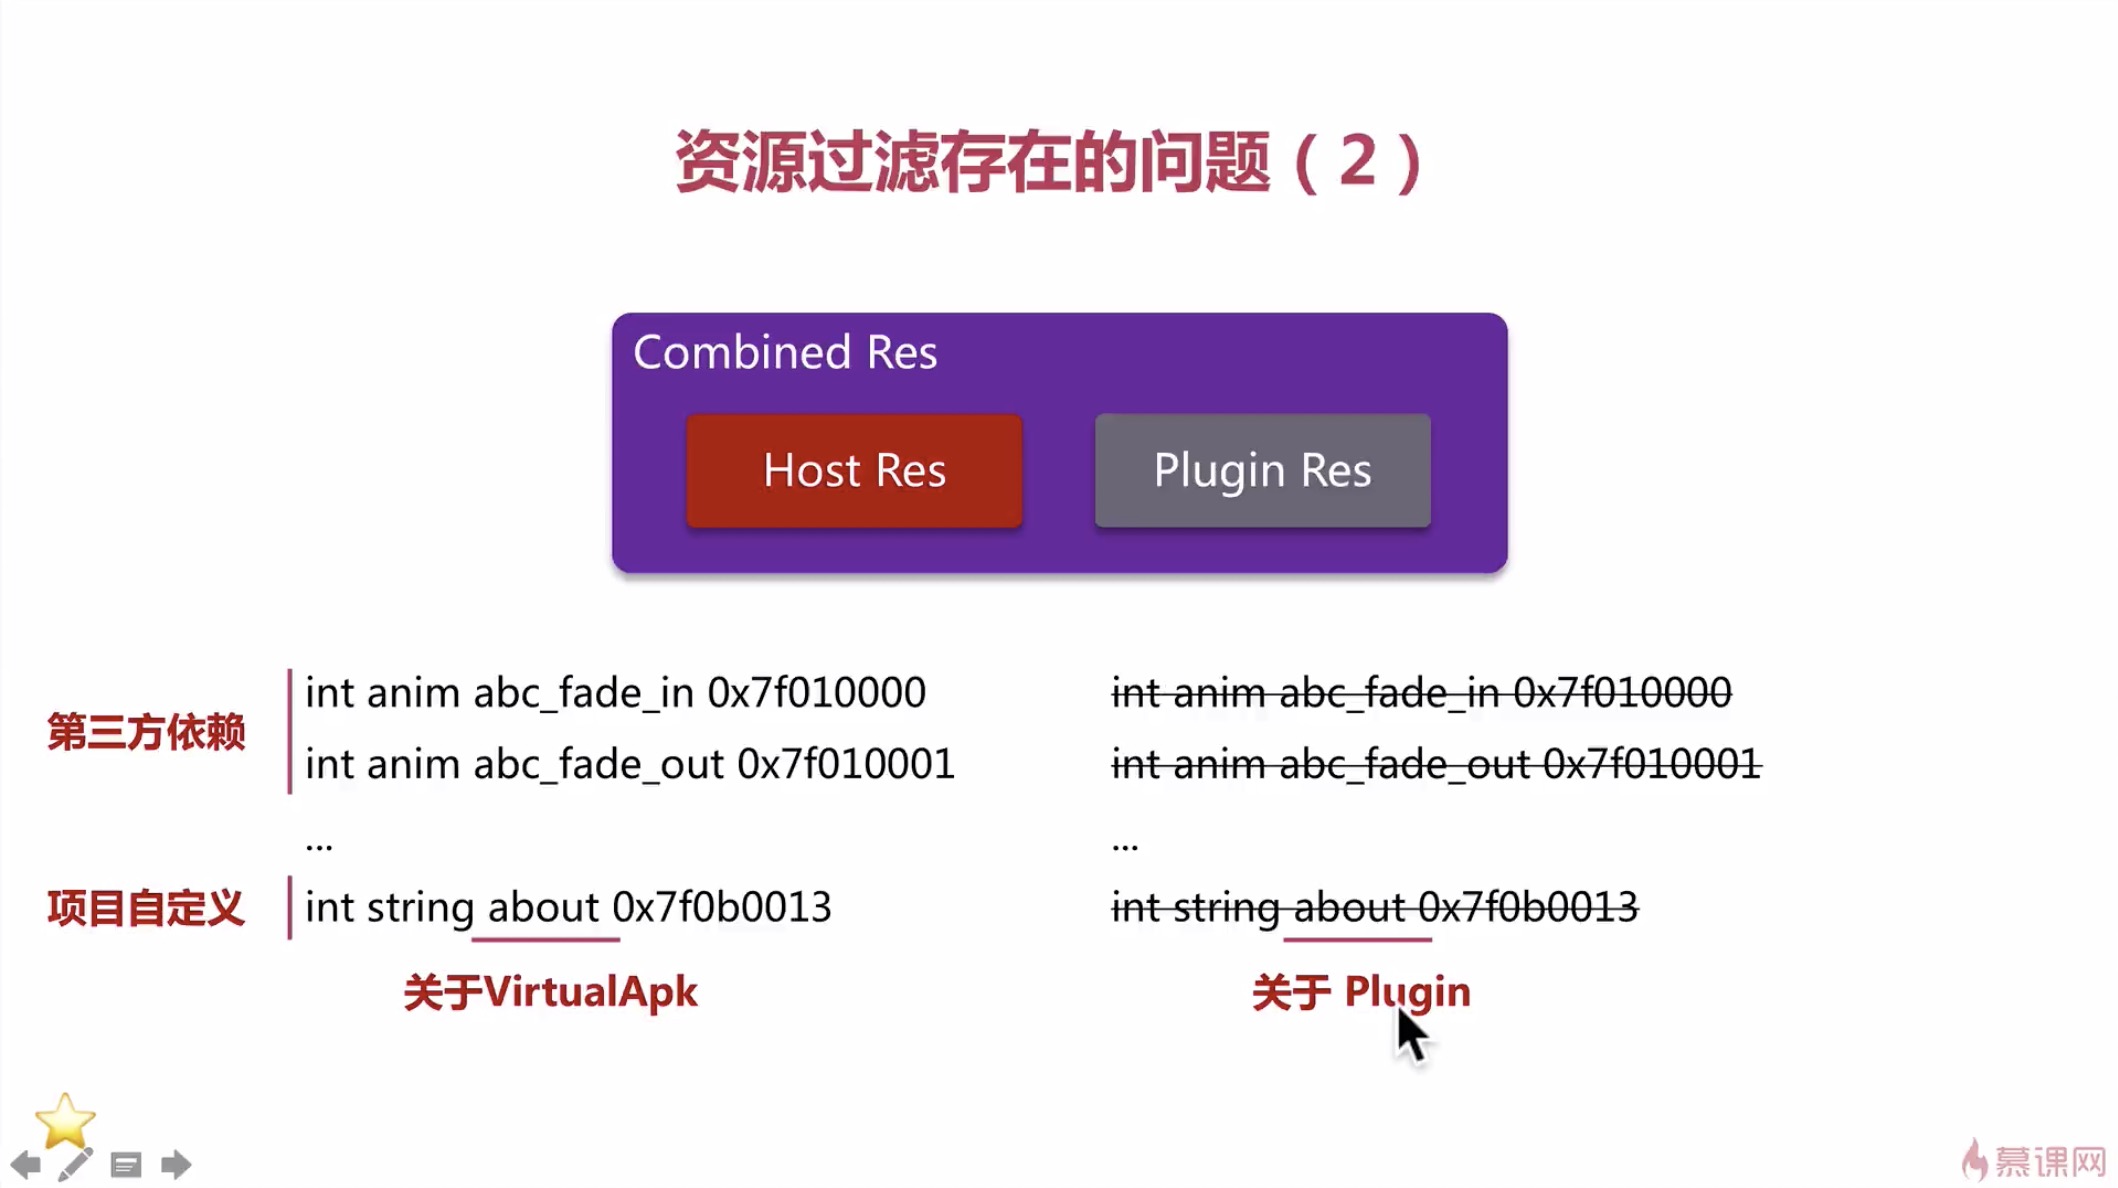 资源过滤存在的问题（2）
Combined Res
Host Res
Plugin Res
第三方依赖
int anim abc_fade_in 0x7f010000
int anim abc_fade_out 0x7f010001
...
项目自定义
int string about 0x7f0b0013
关于VirtualApk
int anim abc_fade_in 0x7f010000
int anim abc_fade_out 0x7f010001
...
int string about 0x7f0b0013
关于 Plugin
慕课网